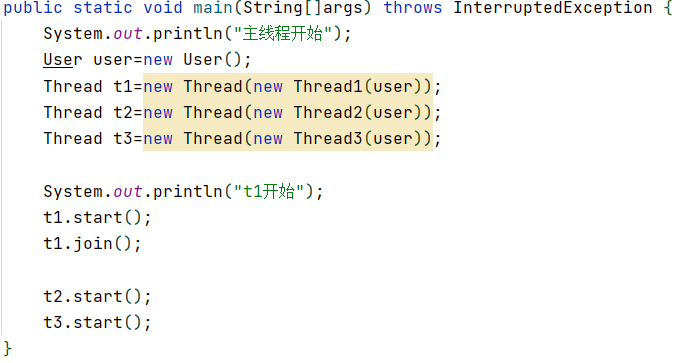 public static void main(String[]args) throws InterruptedException {
    System.out.println("主线程开始");
    User user=new User();
    Thread t1=new Thread(new Thread1(user));
    Thread t2=new Thread(new Thread2(user));
    Thread t3=new Thread(new Thread3(user));

    System.out.println("t1开始");
    t1.start();
    t1.join();

    t2.start();
    t3.start();
}